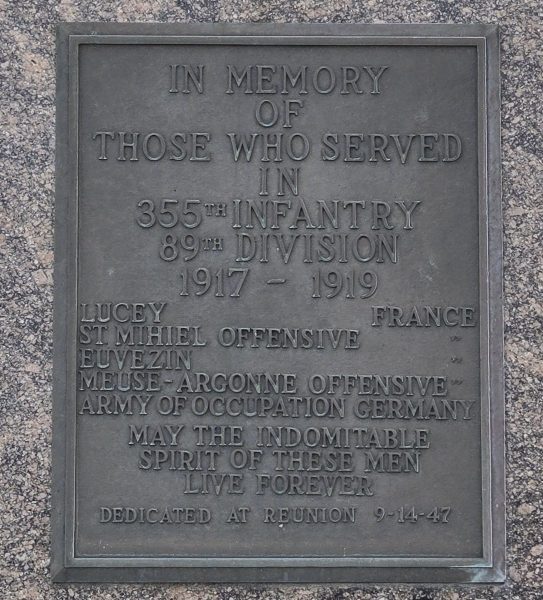 IN MEMORY
OF
THOSE WHO SERVED
IN
355TH INFANTRY
89TH DIVISION
1917 - 1919
LUCEY FRANCE
ST MIHIEL OFFENSIVE "
EUVEZIN "
MEUSE-ARGONNE OFFENSIVE "
ARMY OF OCCUPATION GERMANY
MAY THE INDOMITABLE
SPIRIT OF THESE MEN
LIVE FOREVER
DEDICATED AT REUNION 9-14-47